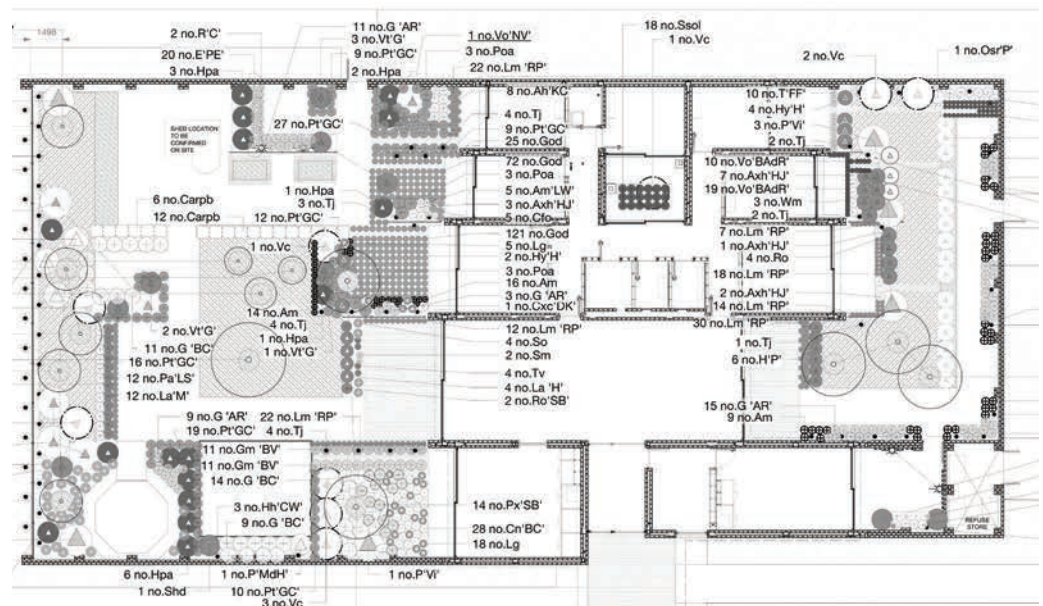 1498
2 no.R'C'
20 no.E'PE'
3 no.Hpa
11 no.G 'AR'
3 no.Vt'G'
9 no.Pt'GC'
2 no.Hpa
1 no.Vo'NV'
3 no.Poa
22 no.Lm 'RP'
18 no.Ssol
1 no.Vc
2 no.Vc
1 no.Osr'P'
SHED LOCATION
TO BE
CONFIRMED
ON SITE
27 no.Pt'GC'
8 no.Ah'KC'
4 no.Tj
9 no.Pt'GC'
25 no.God
72 no.God
3 no.Poa
5 no.Am'LW'
3 no.Axh'HJ'
5 no.Cfo
121 no.God
5 no.Lg
2 no.Hy'H'
3 no.Poa
16 no.Am
3 no.G 'AR'
1 no.Cxc'DK'
12 no.Lm 'RP'
4 no.So
2 no.Sm
4 no.Tv
4 no.La 'H'
2 no.Ro'SB'
1 no.Hpa
3 no.Tj
6 no.Carpb
12 no.Carpb
12 no.Pt'GC'
1 no.Vc
14 no.Am
4 no.Tj
1 no.Hpa
1 no.Vt'G'
2 no.Vt'G'
11 no.G 'BC'
16 no.Pt'GC'
12 no.Pa'LS'
12 no.La'M'
9 no.G 'AR'
19 no.Pt'GC'
22 no.Lm 'RP'
4 no.Tj
11 no.Gm 'BV'
11 no.Gm 'BV'
14 no.G 'BC'
3 no.Hh'CW'
9 no.G 'BC'
6 no.Hpa
1 no.Shd
1 no.P'MdH'
10 no.Pt'GC'
3 no.Vc
1 no.P'Vi'
14 no.Px'SB'
28 no.Cn'BC'
18 no.Lg
10 no.T'FF'
4 no.Hy'H'
3 no.P'Vi'
2 no.Tj
10 no.Vo'BAdR'
7 no.Axh'HJ'
19 no.Vo'BAdR'
3 no.Wm
2 no.Tj
7 no.Lm 'RP'
1 no.Axh'HJ'
4 no.Ro
18 no.Lm 'RP'
2 no.Axh'HJ'
14 no.Lm 'RP'
30 no.Lm 'RP'
1 no.Tj
6 no.H'P'
15 no.G 'AR'
9 no.Am
REFUSE
STORE